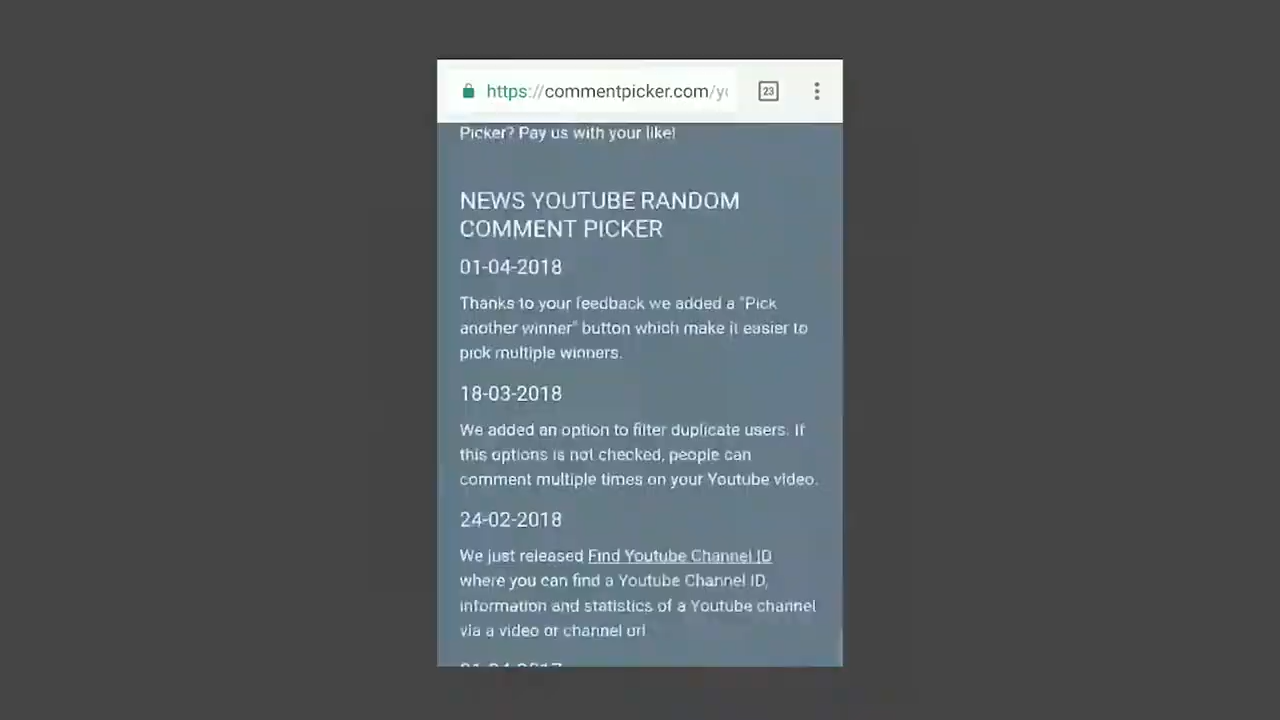 https://commentpicker.com/y
23
Picker? Pay us with your like!
NEWS YOUTUBE RANDOM
COMMENT PICKER
01-04-2018
Thanks to your feedback we added a "Pick
another winner" button which make it easier to
pick multiple winners.
18-03-2018
We added an option to filter duplicate users. If
this options is not checked, people can
comment multiple times on your Youtube video.
24-02-2018
We just released Find Youtube Channel ID
where you can find a Youtube Channel ID,
information and statistics of a Youtube channel
via a video or channel url